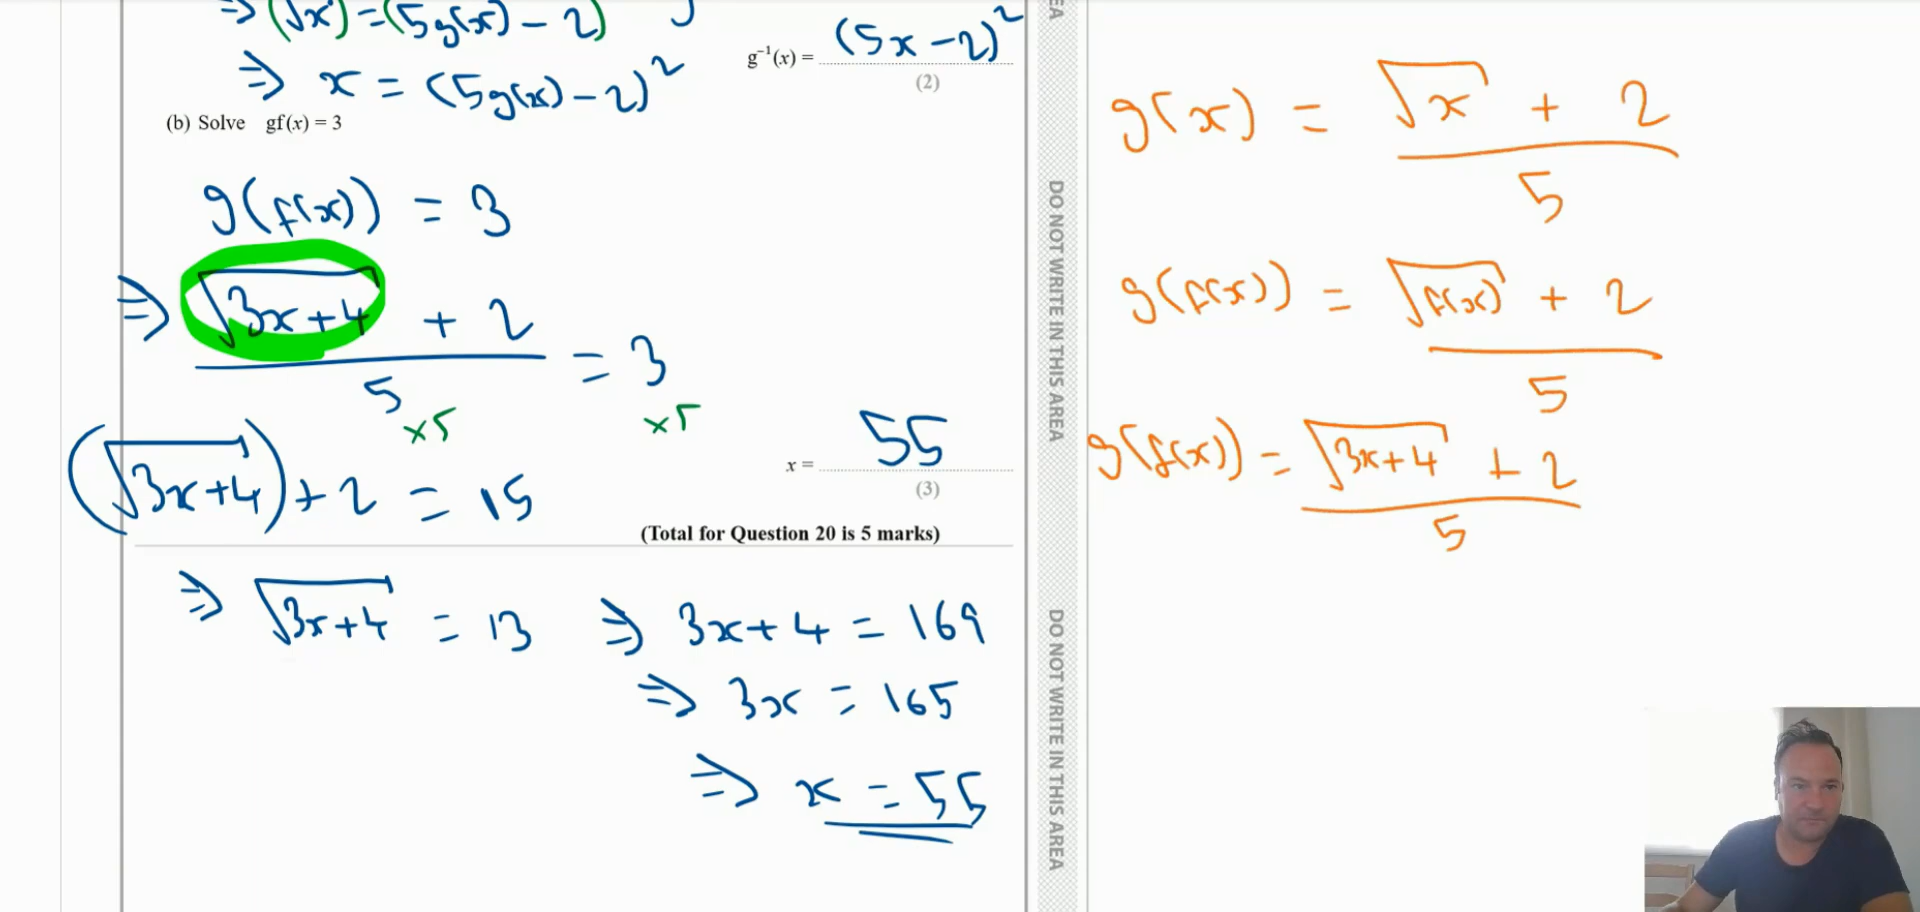 ⇒ (√x) = (5g(x) – 2)
⇒ x = (5g(x) – 2)²
g⁻¹(x) = (5x – 2)²
(2)
(b) Solve gf(x) = 3
g(f(x)) = 3
⇒ (√(3x+4) + 2)/5 = 3
×5 ×5
(√(3x+4)) + 2 = 15
x = 55
(3)
(Total for Question 20 is 5 marks)
⇒ √(3x+4) = 13 ⇒ 3x+4 = 169
⇒ 3x = 165
⇒ x = 55
DO NOT WRITE IN THIS AREA
DO NOT WRITE IN THIS AREA
g(x) = (√x + 2)/5
g(f(x)) = (√f(x) + 2)/5
g(f(x)) = (√(3x+4) + 2)/5